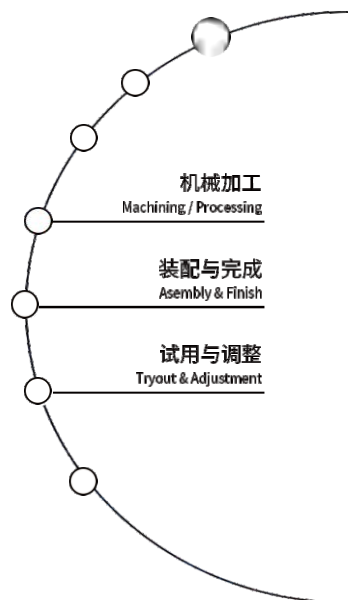 机械加工
Machining / Processing
装配与完成
Asembly & Finish
试用与调整
Tryout & Adjustment